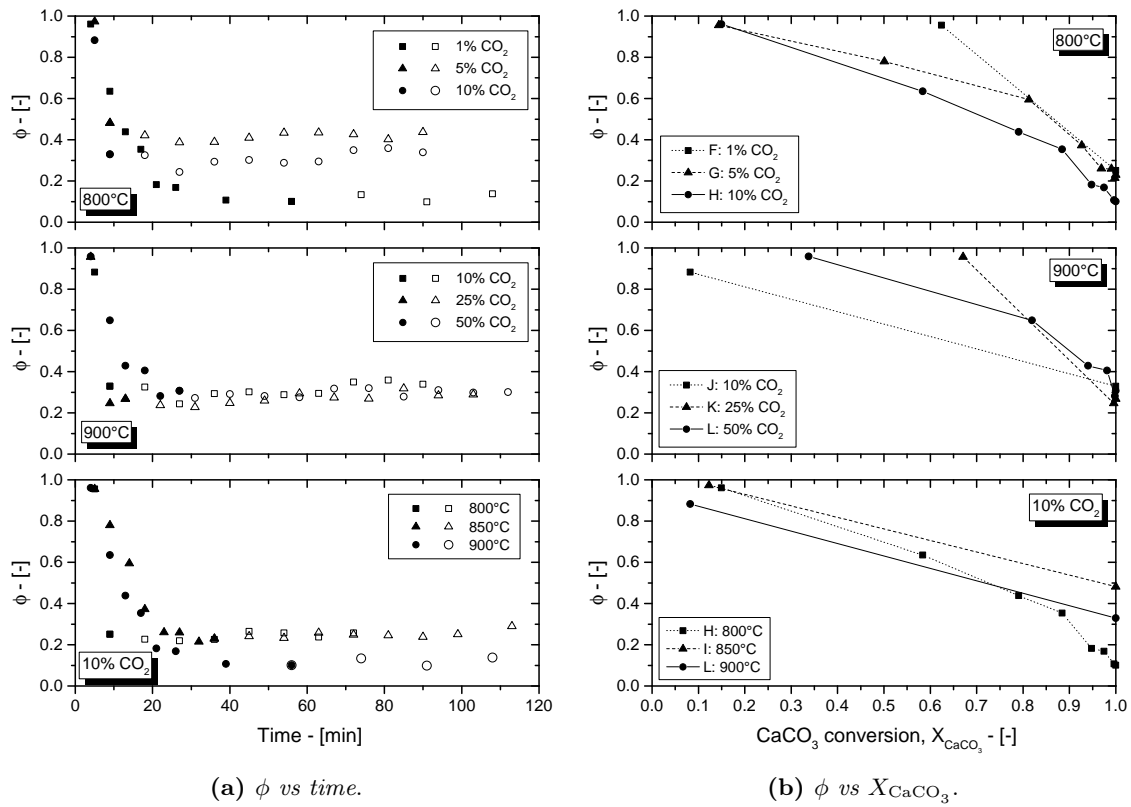 1.0
0.8
0.6
0.4
0.2
0.0
ϕ - [-]
1% CO₂
5% CO₂
10% CO₂
800°C
1.0
0.8
0.6
0.4
0.2
0.0
ϕ - [-]
10% CO₂
25% CO₂
50% CO₂
900°C
1.0
0.8
0.6
0.4
0.2
0.0
ϕ - [-]
800°C
850°C
900°C
10% CO₂
0 20 40 60 80 100 120
Time - [min]
(a) ϕ vs time.
1.0
0.8
0.6
0.4
0.2
0.0
ϕ - [-]
800°C
F: 1% CO₂
G: 5% CO₂
H: 10% CO₂
1.0
0.8
0.6
0.4
0.2
0.0
ϕ - [-]
900°C
J: 10% CO₂
K: 25% CO₂
L: 50% CO₂
1.0
0.8
0.6
0.4
0.2
0.0
ϕ - [-]
10% CO₂
H: 800°C
I: 850°C
L: 900°C
0.0 0.1 0.2 0.3 0.4 0.5 0.6 0.7 0.8 0.9 1.0
CaCO₃ conversion, X_CaCO₃ - [-]
(b) ϕ vs X_CaCO₃.